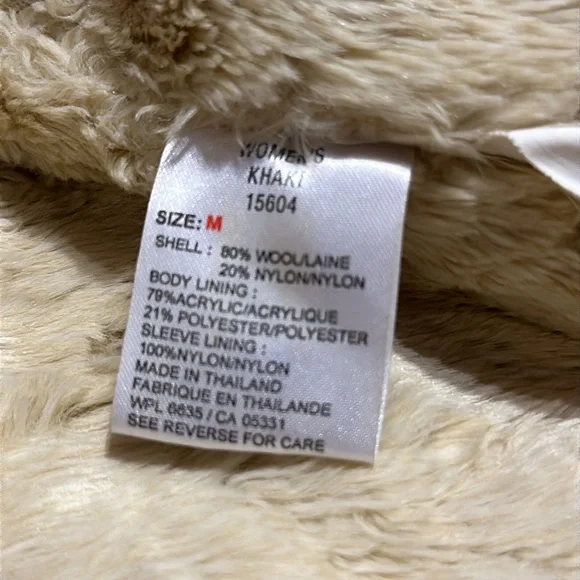 WOMEN'S
KHAKI
15604
SIZE: M
SHELL : 80% WOOL/LAINE
20% NYLON/NYLON
BODY LINING :
79%ACRYLIC/ACRYLIQUE
21% POLYESTER/POLYESTER
SLEEVE LINING :
100%NYLON/NYLON
MADE IN THAILAND
FABRIQUE EN THAILANDE
WPL 6635 / CA 05331
SEE REVERSE FOR CARE